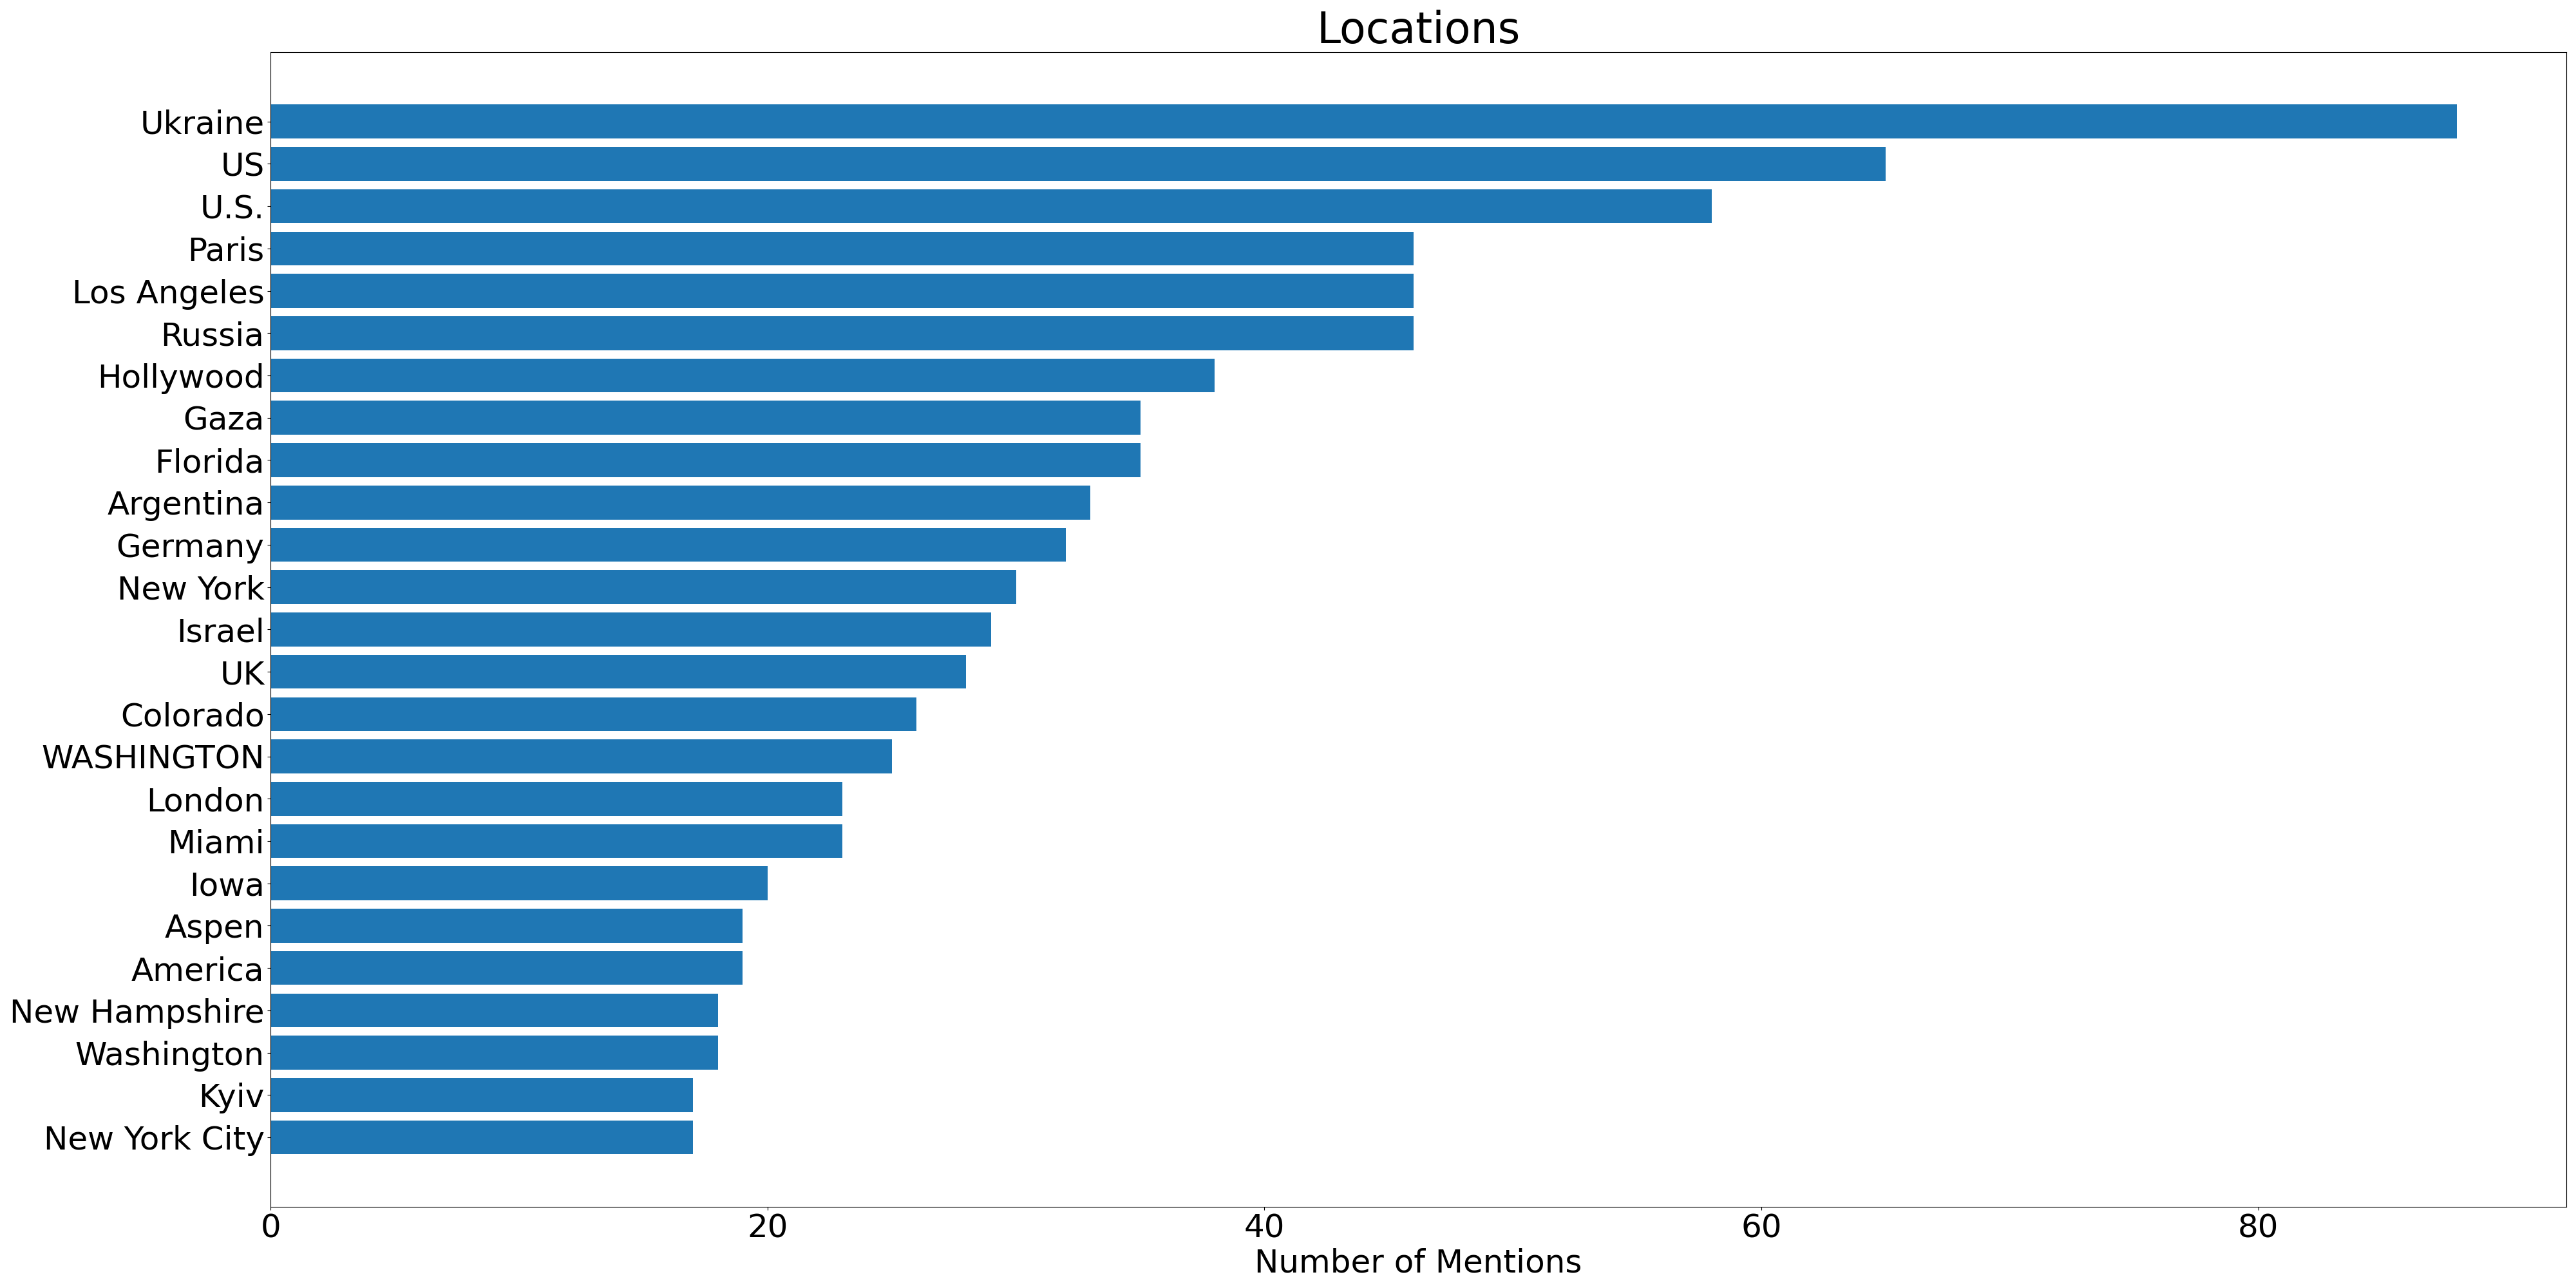 Locations
Ukraine
US
U.S.
Paris
Los Angeles
Russia
Hollywood
Gaza
Florida
Argentina
Germany
New York
Israel
UK
Colorado
WASHINGTON
London
Miami
Iowa
Aspen
America
New Hampshire
Washington
Kyiv
New York City
0 20 40 60 80
Number of Mentions